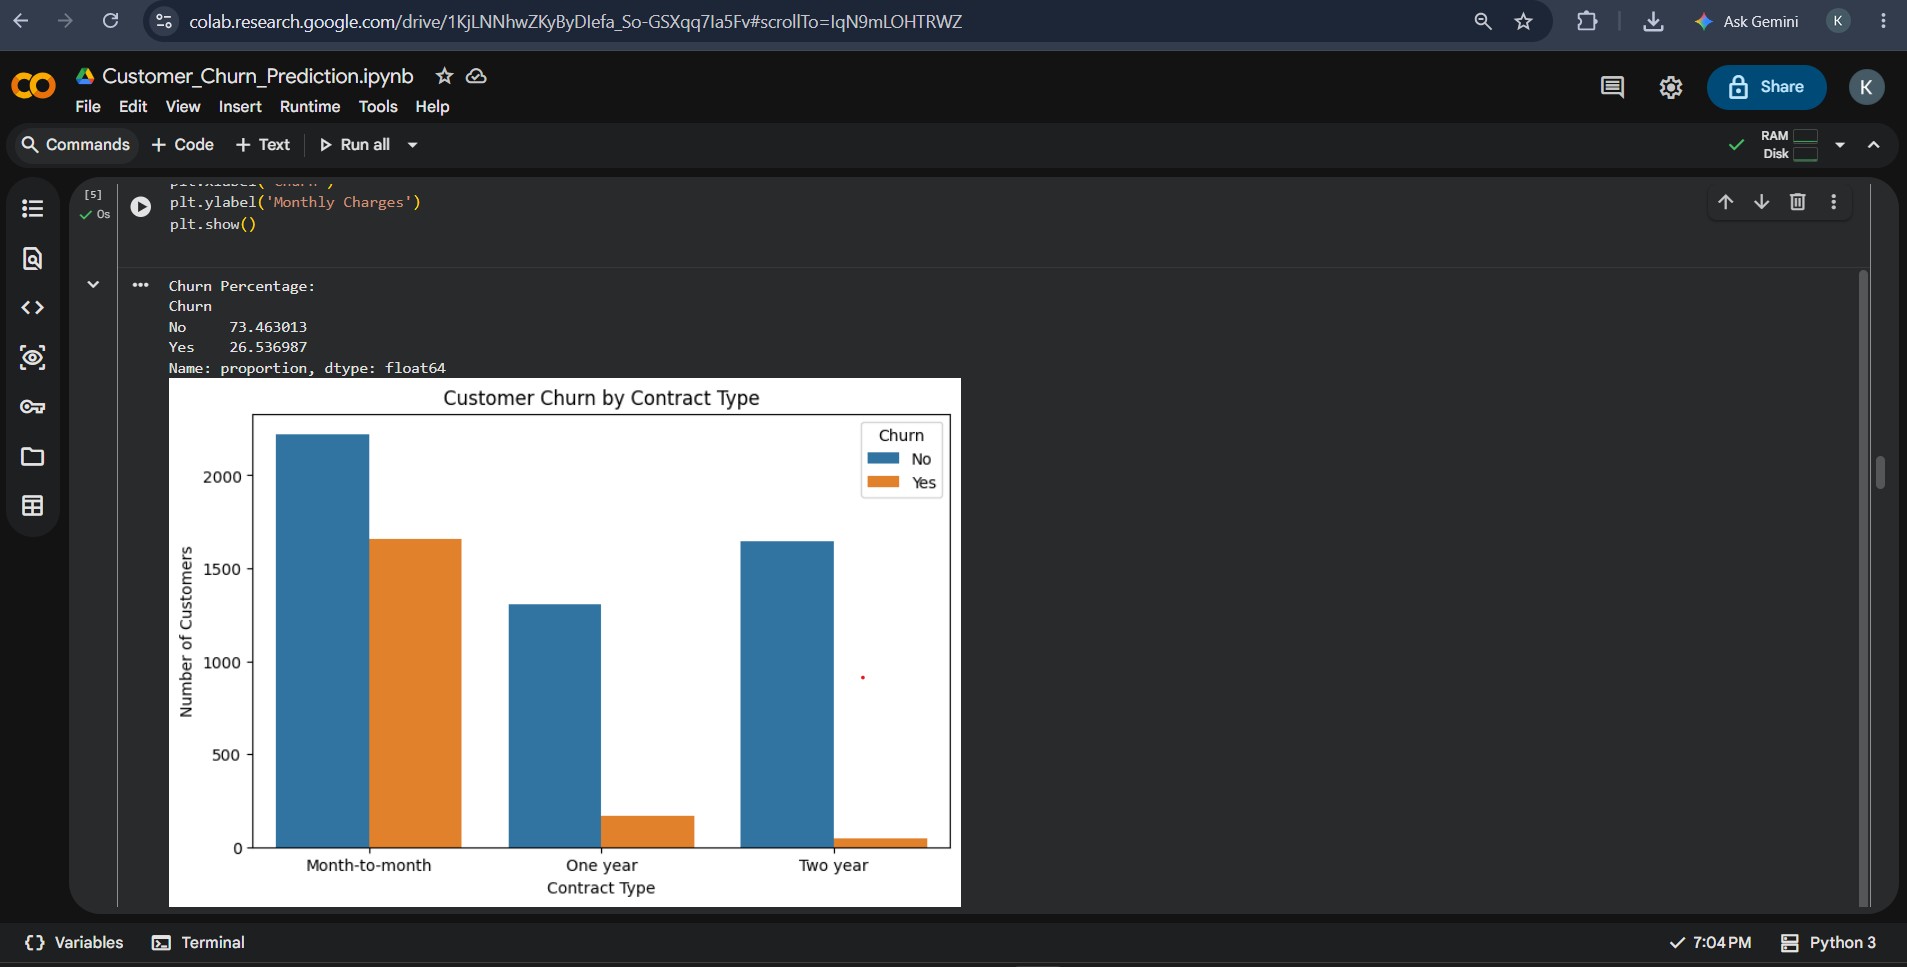 colab.research.google.com/drive/1KjLNNhwZKyByDlefa_So-GSXqq7Ia5Fv#scrollTo=IqN9mLOHTRWZ
Ask Gemini
K
Customer_Churn_Prediction.ipynb
File Edit View Insert Runtime Tools Help
Share
K
Commands + Code + Text Run all
RAM
Disk
[5]
0s
plt.ylabel('Monthly Charges')
plt.show()
Churn Percentage:
Churn
No 73.463013
Yes 26.536987
Name: proportion, dtype: float64
Customer Churn by Contract Type
Churn
No
Yes
Number of Customers
2000
1500
1000
500
0
Month-to-month One year Two year
Contract Type
Variables Terminal
7:04 PM Python 3